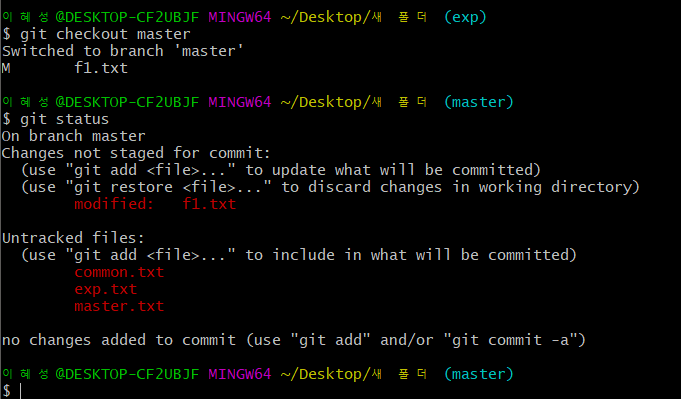 이 혜 성 @DESKTOP-CF2UBJF MINGW64 ~/Desktop/새 폴 더 (exp)
$ git checkout master
Switched to branch 'master'
M       f1.txt

이 혜 성 @DESKTOP-CF2UBJF MINGW64 ~/Desktop/새 폴 더 (master)
$ git status
On branch master
Changes not staged for commit:
  (use "git add <file>..." to update what will be committed)
  (use "git restore <file>..." to discard changes in working directory)
        modified:   f1.txt

Untracked files:
  (use "git add <file>..." to include in what will be committed)
        common.txt
        exp.txt
        master.txt

no changes added to commit (use "git add" and/or "git commit -a")

이 혜 성 @DESKTOP-CF2UBJF MINGW64 ~/Desktop/새 폴 더 (master)
$